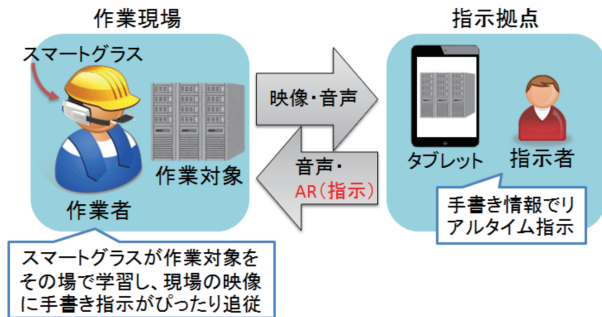 作業現場
指示拠点
スマートグラス
映像・音声
作業対象
音声・
AR(指示)
タブレット
指示者
作業者
手書き情報でリ
アルタイム指示
スマートグラスが作業対象を
その場で学習し、現場の映像
に手書き指示がぴったり追従